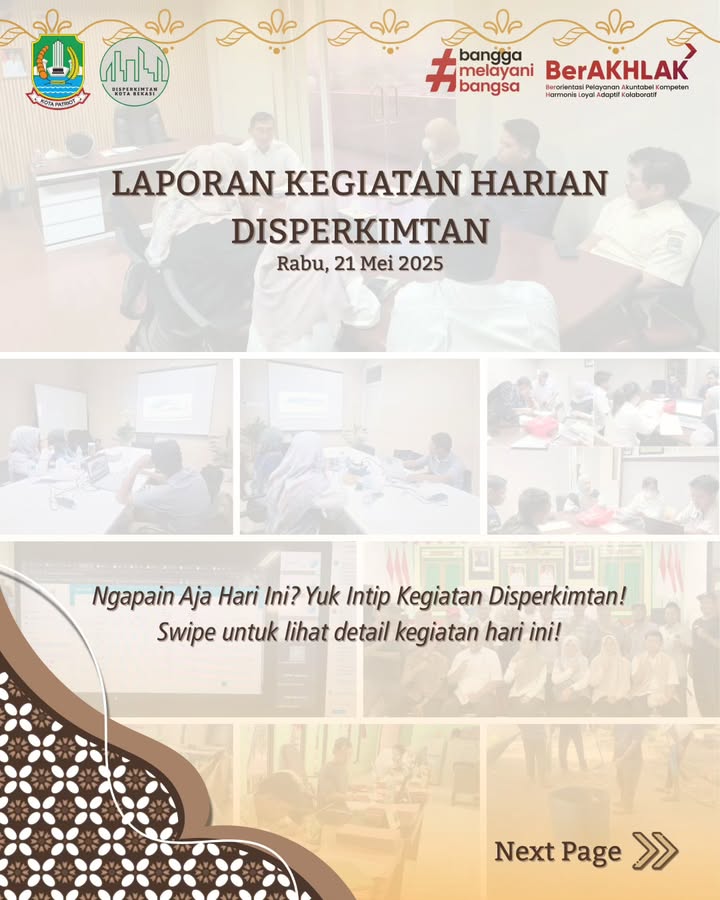 KOTA PATRIOT
DISPERKIMTAN
KOTA BEKASI
#bangga
melayani
bangsa
BerAKHLAK
Berorientasi Pelayanan Akuntabel Kompeten
Harmonis Loyal Adaptif Kolaboratif
LAPORAN KEGIATAN HARIAN
DISPERKIMTAN
Rabu, 21 Mei 2025
Ngapain Aja Hari Ini? Yuk Intip Kegiatan Disperkimtan!
Swipe untuk lihat detail kegiatan hari ini!
Next Page